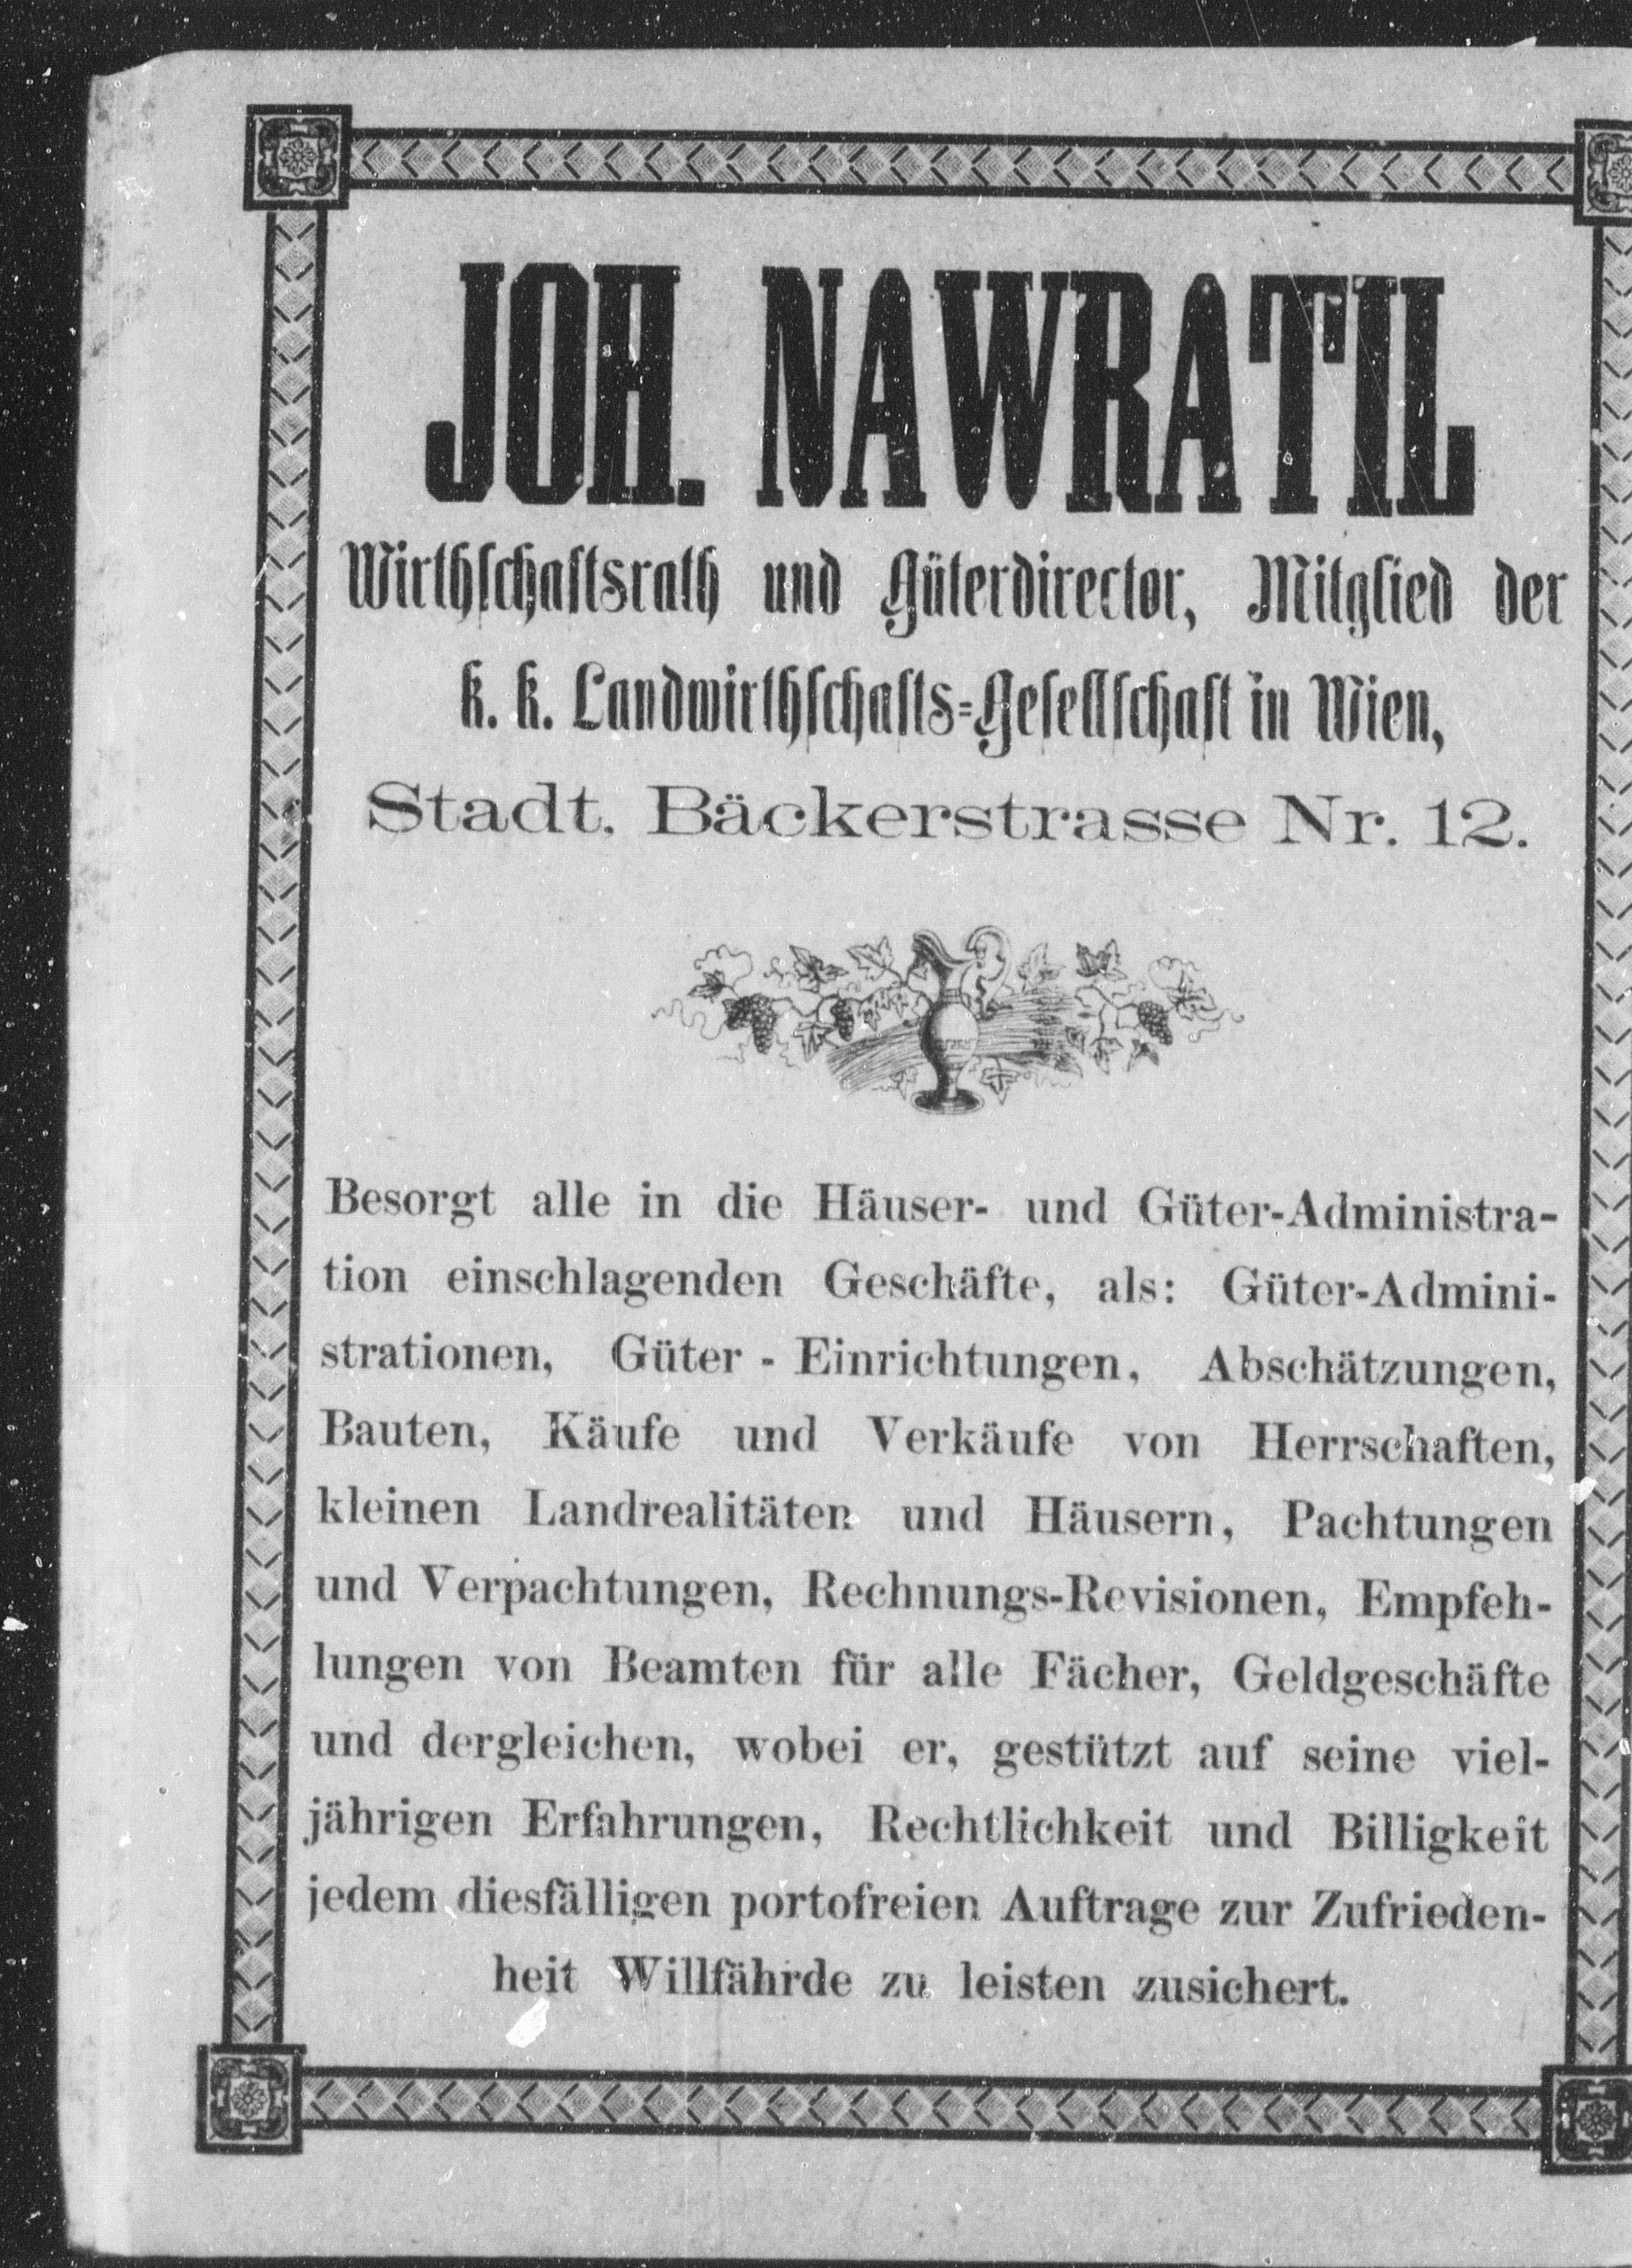 JOH. NAWRATIL
Wirthschaftsrath und Güterdirector, Mitglied der
k. k. Landwirthschafts-Gesellschaft in Wien,
Stadt, Bäckerstrasse Nr. 12.
Besorgt alle in die Häuser- und Güter-Administra-
tion einschlagenden Geschäfte, als: Güter-Admini-
strationen, Güter - Einrichtungen, Abschätzungen,
Bauten, Käufe und Verkäufe von Herrschaften,
kleinen Landrealitäten und Häusern, Pachtungen
und Verpachtungen, Rechnungs-Revisionen, Empfeh-
lungen von Beamten für alle Fächer, Geldgeschäfte
und dergleichen, wobei er, gestützt auf seine viel-
jährigen Erfahrungen, Rechtlichkeit und Billigkeit
jedem diesfälligen portofreien Auftrage zur Zufrieden-
heit Willfährde zu leisten zusichert.